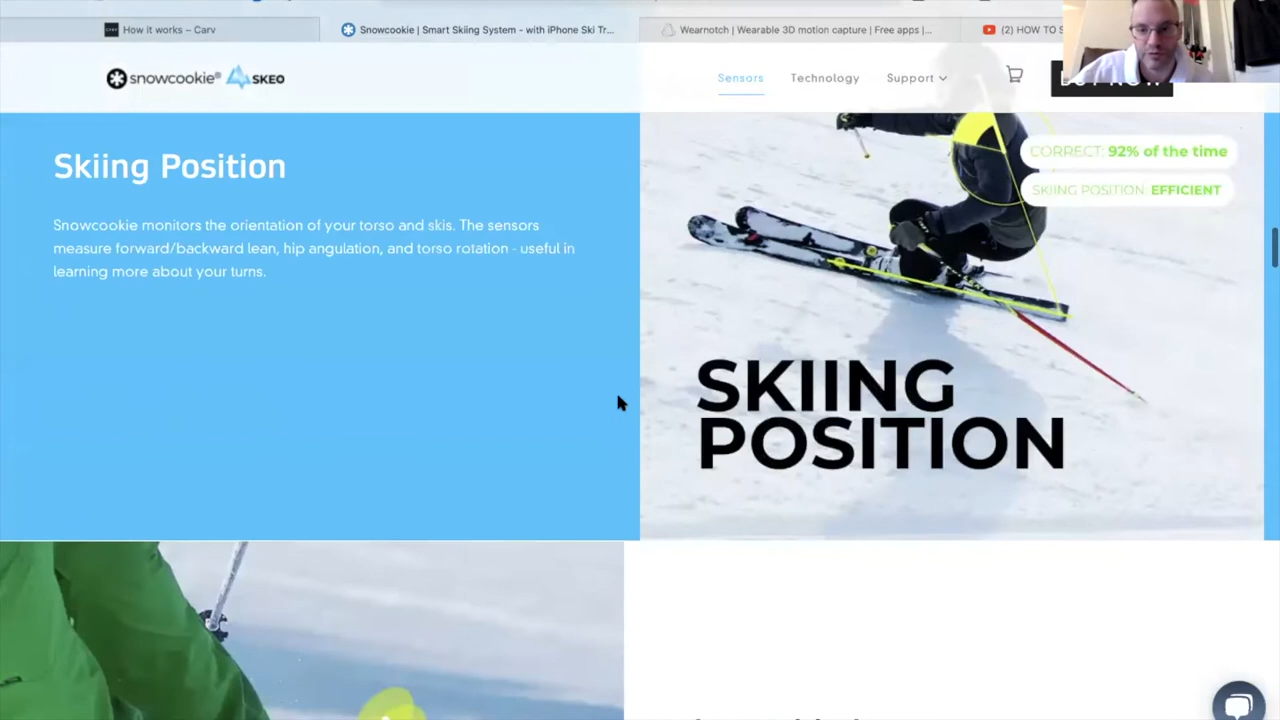 How it works – Carv
Snowcookie | Smart Skiing System - with iPhone Ski Tr...
Wearnotch | Wearable 3D motion capture | Free apps |...
(2) HOW TO S
snowcookie® SKEO
Sensors
Technology
Support
BUY NOW
Skiing Position
Snowcookie monitors the orientation of your torso and skis. The sensors
measure forward/backward lean, hip angulation, and torso rotation - useful in
learning more about your turns.
CORRECT: 92% of the time
SKIING POSITION: EFFICIENT
SKIING
POSITION